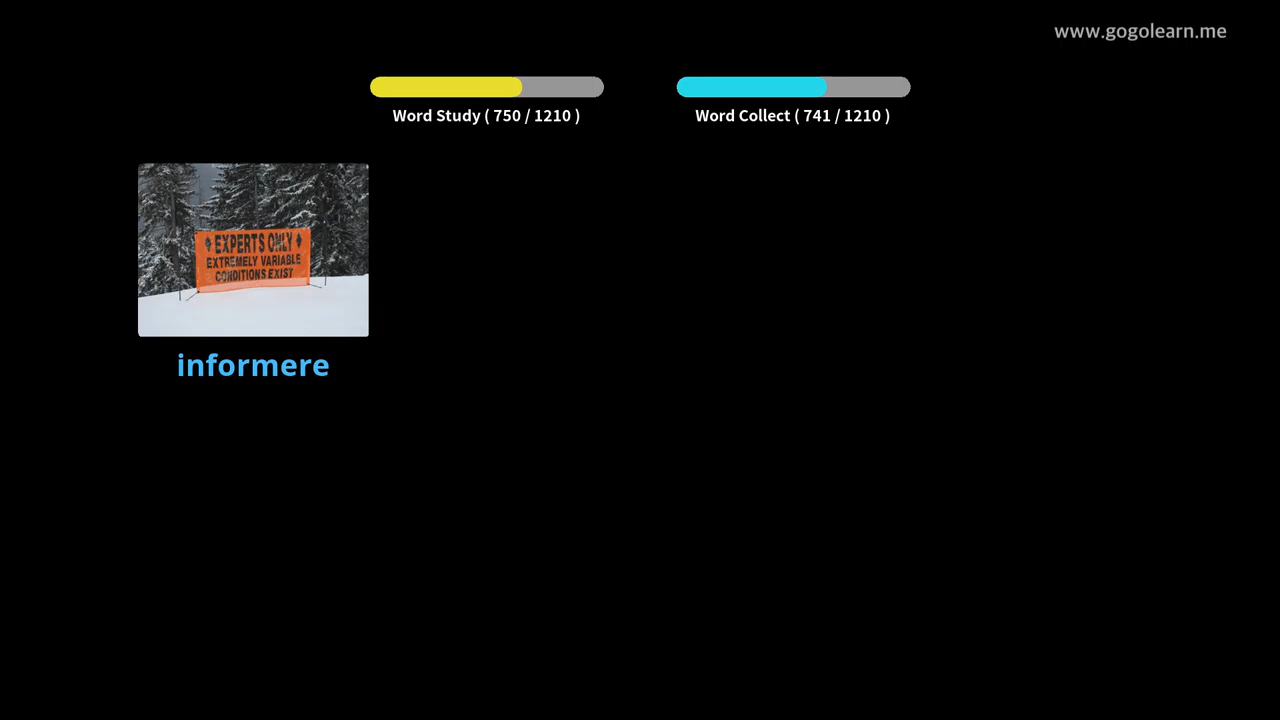 www.gogolearn.me
Word Study ( 750 / 1210 )
Word Collect ( 741 / 1210 )
EXPERTS ONLY
EXTREMELY VARIABLE
CONDITIONS EXIST
informere